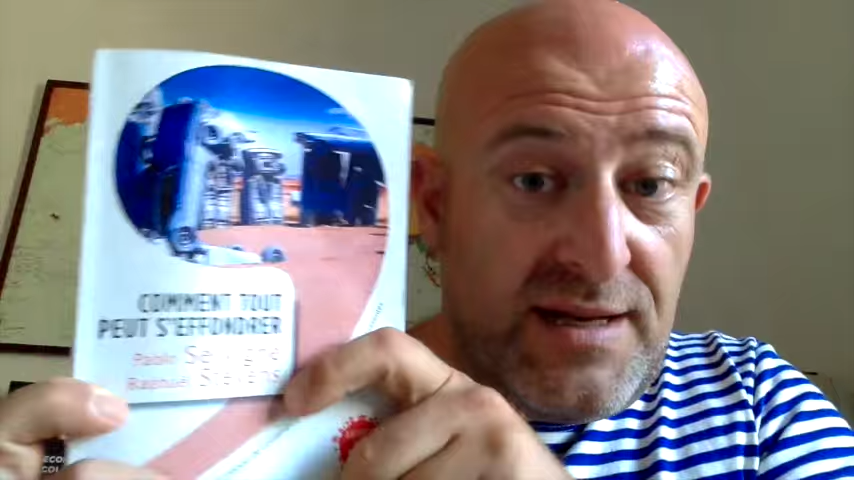 COMMENT TOUT
PEUT S'EFFONDRER
Pablo Servigne
Raphaël Stevens